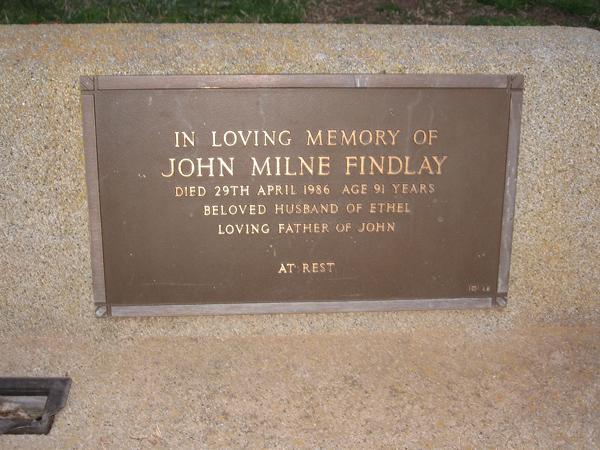 IN LOVING MEMORY OF
JOHN MILNE FINDLAY
DIED 29TH APRIL 1986 AGE 91 YEARS
BELOVED HUSBAND OF ETHEL
LOVING FATHER OF JOHN
AT REST